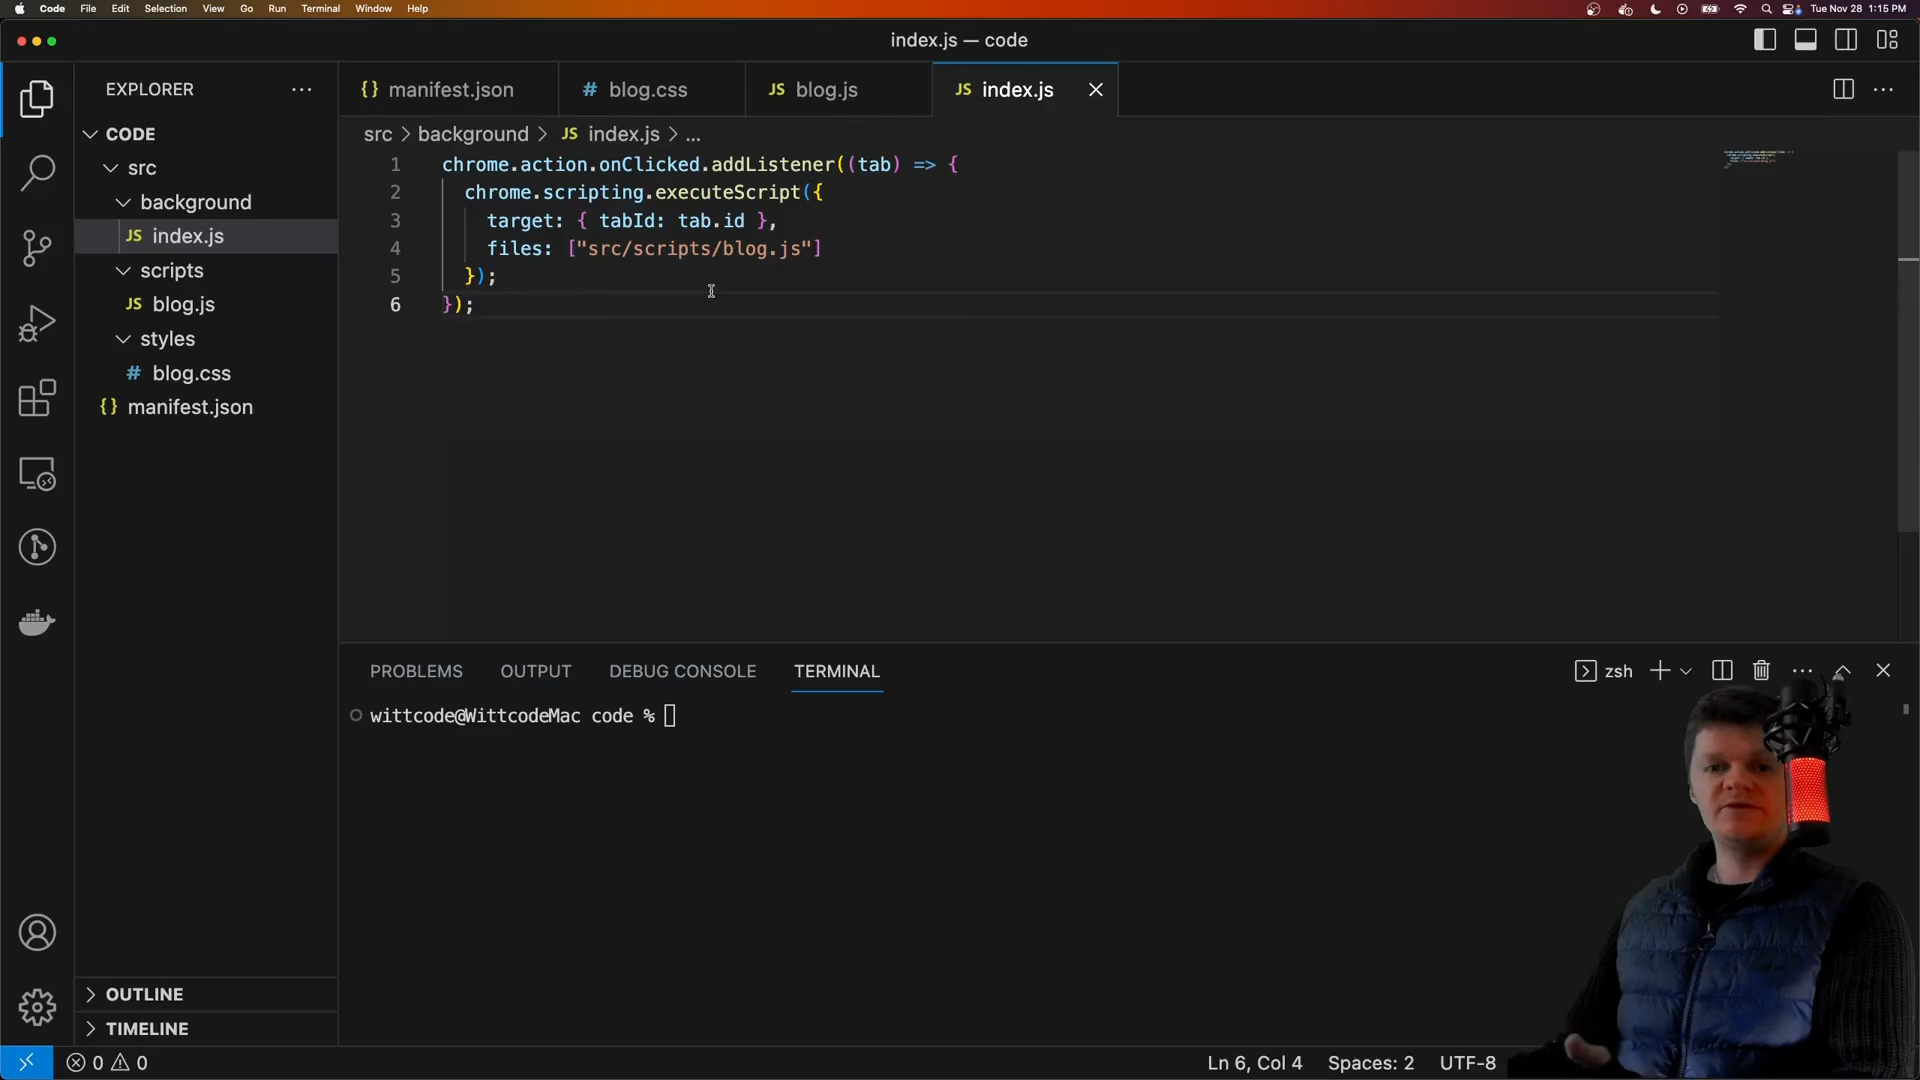 Code File Edit Selection View Go Run Terminal Window Help Tue Nov 28 1:15 PM
index.js — code
EXPLORER
{} manifest.json # blog.css JS blog.js JS index.js
CODE
src > background > JS index.js > ...
src
background
JS index.js
scripts
JS blog.js
styles
# blog.css
{} manifest.json
1 chrome.action.onClicked.addListener((tab) => {
2 chrome.scripting.executeScript({
3 target: { tabId: tab.id },
4 files: ["src/scripts/blog.js"]
5 });
6 });
PROBLEMS OUTPUT DEBUG CONSOLE TERMINAL zsh
wittcode@WittcodeMac code %
OUTLINE
TIMELINE
0 0 Ln 6, Col 4 Spaces: 2 UTF-8